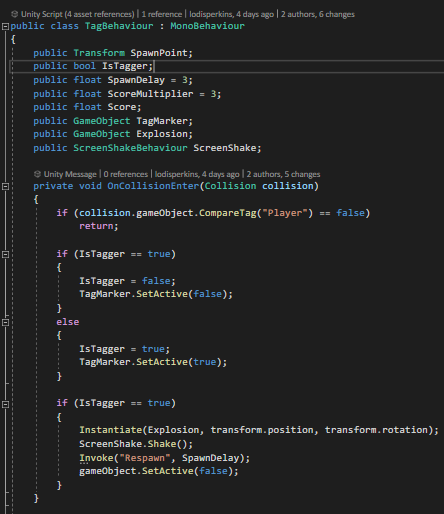 Unity Script (4 asset references) | 1 reference | lodisperkins, 4 days ago | 2 authors, 6 changes
public class TagBehaviour : MonoBehaviour
{
public Transform SpawnPoint;
public bool IsTagger;
public float SpawnDelay = 3;
public float ScoreMultiplier = 3;
public float Score;
public GameObject TagMarker;
public GameObject Explosion;
public ScreenShakeBehaviour ScreenShake;
Unity Message | 0 references | lodisperkins, 4 days ago | 2 authors, 5 changes
private void OnCollisionEnter(Collision collision)
{
if (collision.gameObject.CompareTag("Player") == false)
return;
if (IsTagger == true)
{
IsTagger = false;
TagMarker.SetActive(false);
}
else
{
IsTagger = true;
TagMarker.SetActive(true);
}
if (IsTagger == true)
{
Instantiate(Explosion, transform.position, transform.rotation);
ScreenShake.Shake();
Invoke("Respawn", SpawnDelay);
gameObject.SetActive(false);
}
}